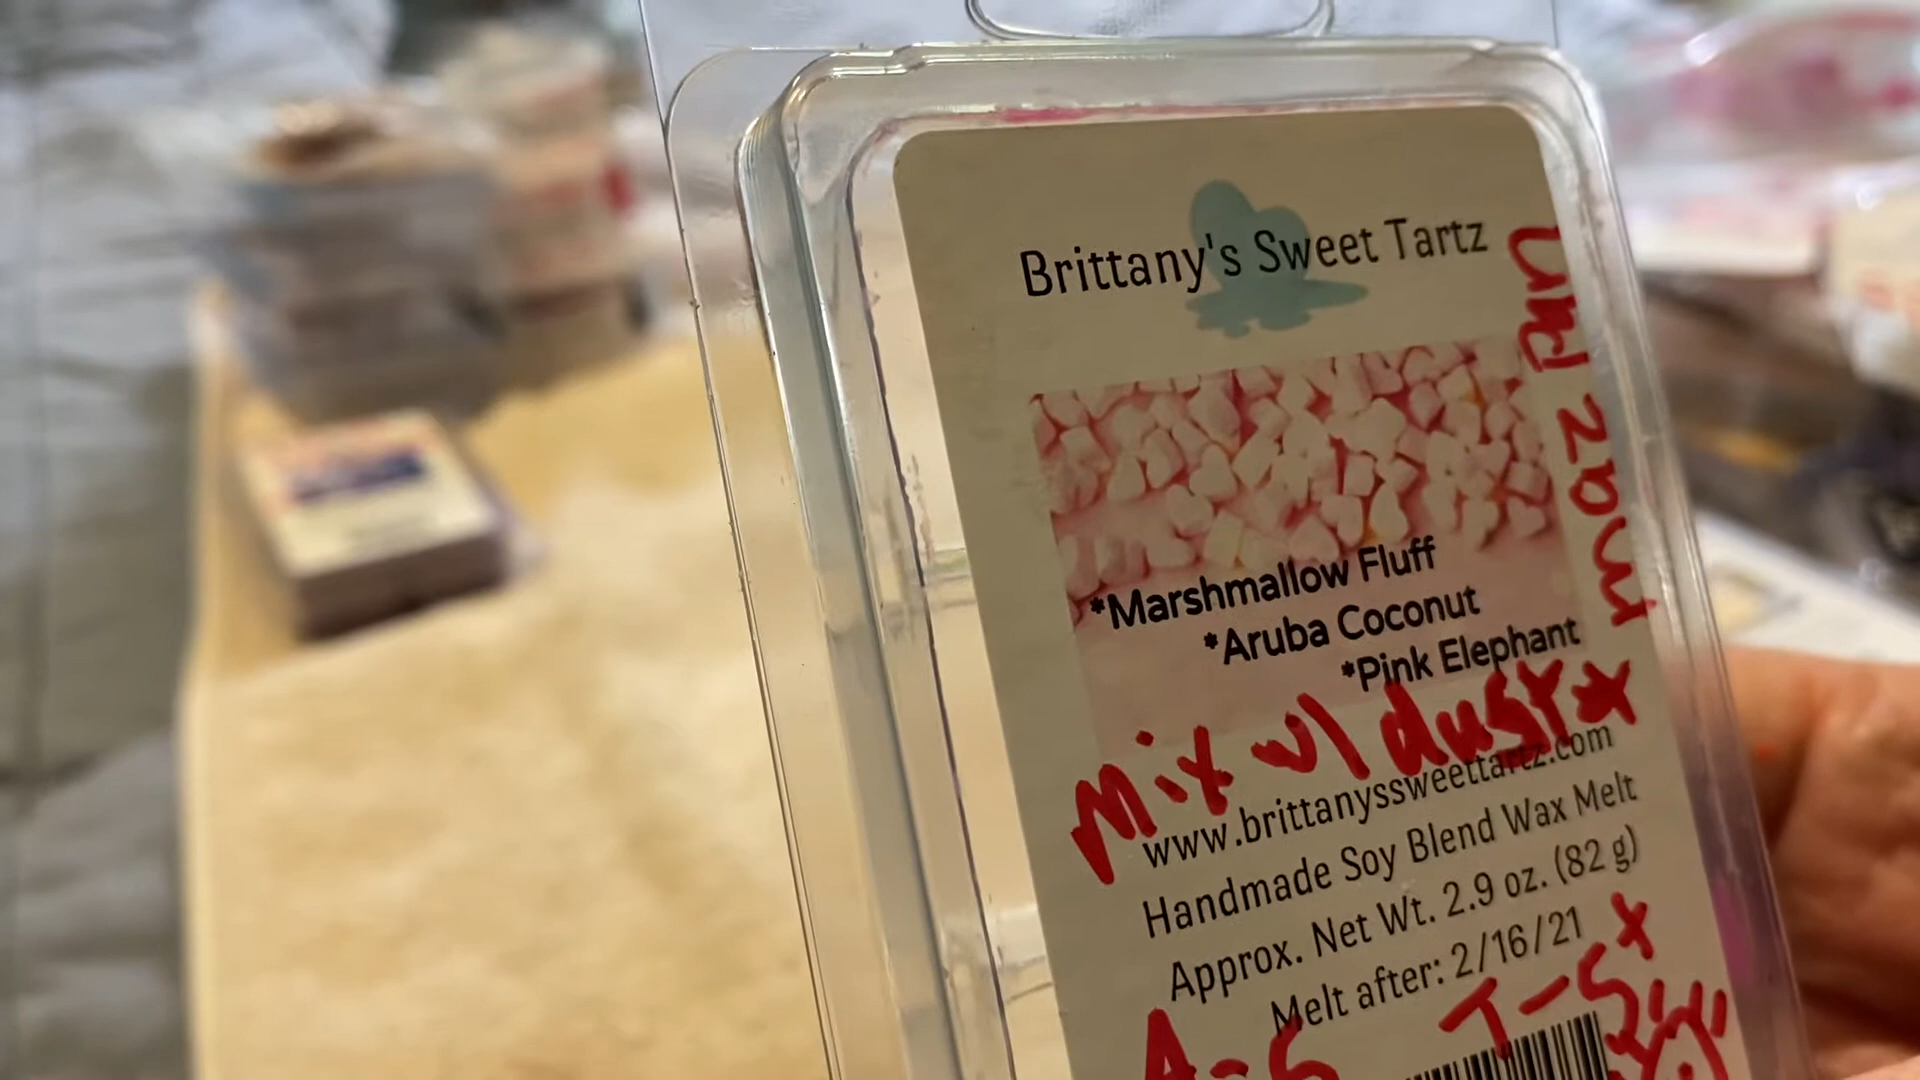 Brittany's Sweet Tartz
*Marshmallow Fluff
*Aruba Coconut
*Pink Elephant
Mix w/
www.brittanyssweettartz.com
Handmade Soy Blend Wax Melt
Approx. Net Wt. 2.9 oz. (82 g)
Melt after: 2/16/21